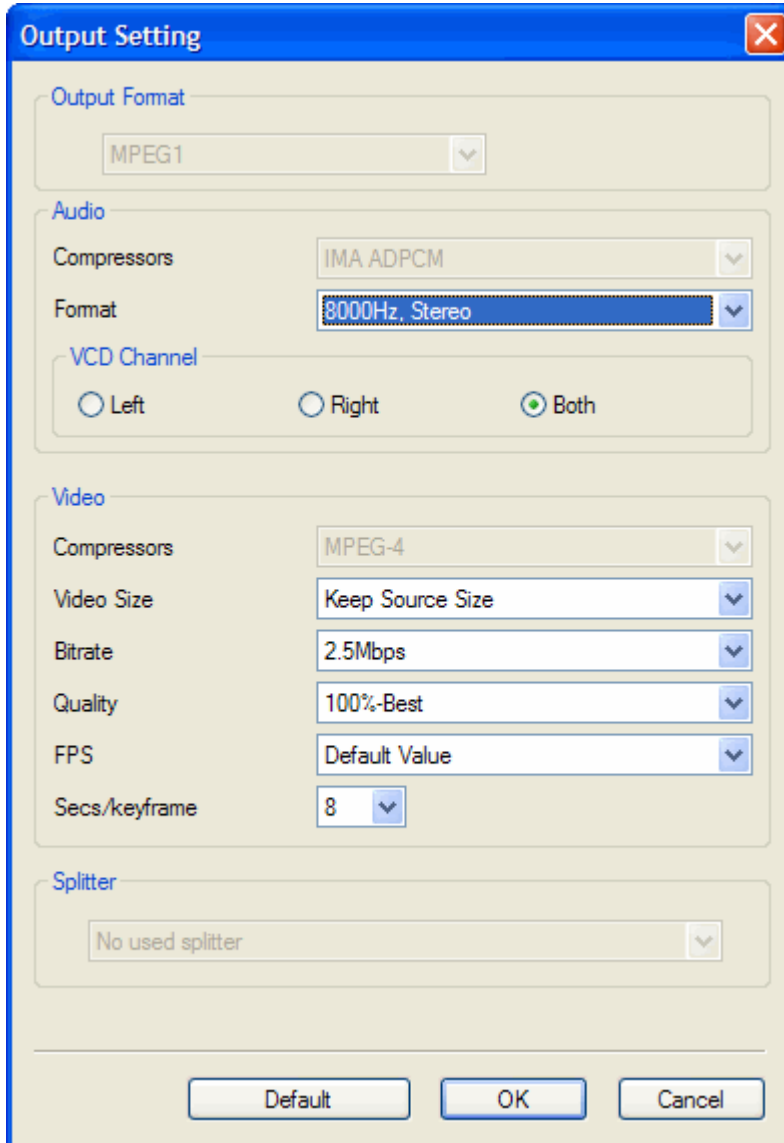 Output Setting
Output Format
MPEG1
Audio
Compressors IMA ADPCM
Format 8000Hz, Stereo
VCD Channel
Left Right Both
Video
Compressors MPEG-4
Video Size Keep Source Size
Bitrate 2.5Mbps
Quality 100%-Best
FPS Default Value
Secs/keyframe 8
Splitter
No used splitter
Default OK Cancel